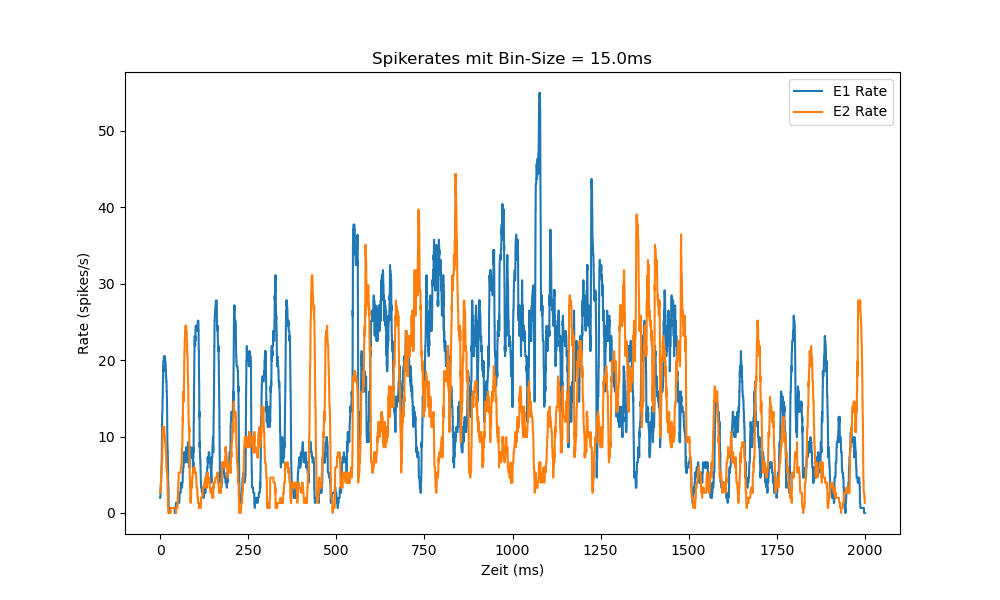 Spikerates mit Bin-Size = 15.0ms
E1 Rate
E2 Rate
Rate (spikes/s)
50
40
30
20
10
0
0 250 500 750 1000 1250 1500 1750 2000
Zeit (ms)